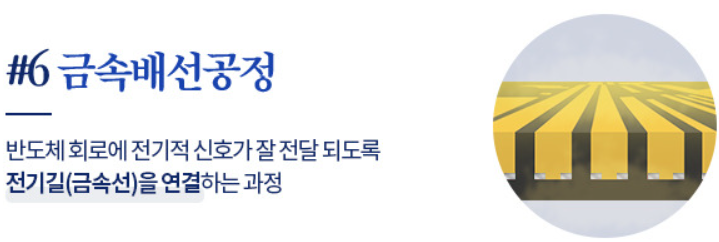 #6 금속배선공정
반도체 회로에 전기적 신호가 잘 전달 되도록
전기길(금속선)을 연결하는 과정